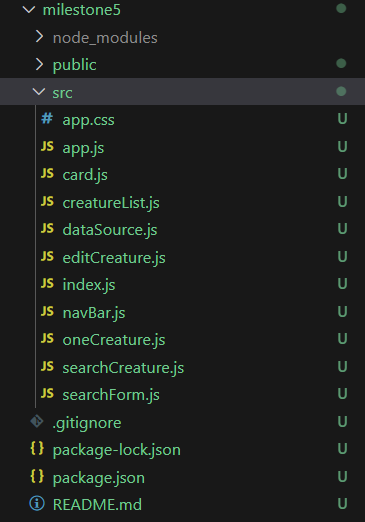 milestone5
node_modules
public
src
# app.css U
JS app.js U
JS card.js U
JS creatureList.js U
JS dataSource.js U
JS editCreature.js U
JS index.js U
JS navBar.js U
JS oneCreature.js U
JS searchCreature.js U
JS searchForm.js U
.gitignore U
{} package-lock.json U
{} package.json U
README.md U